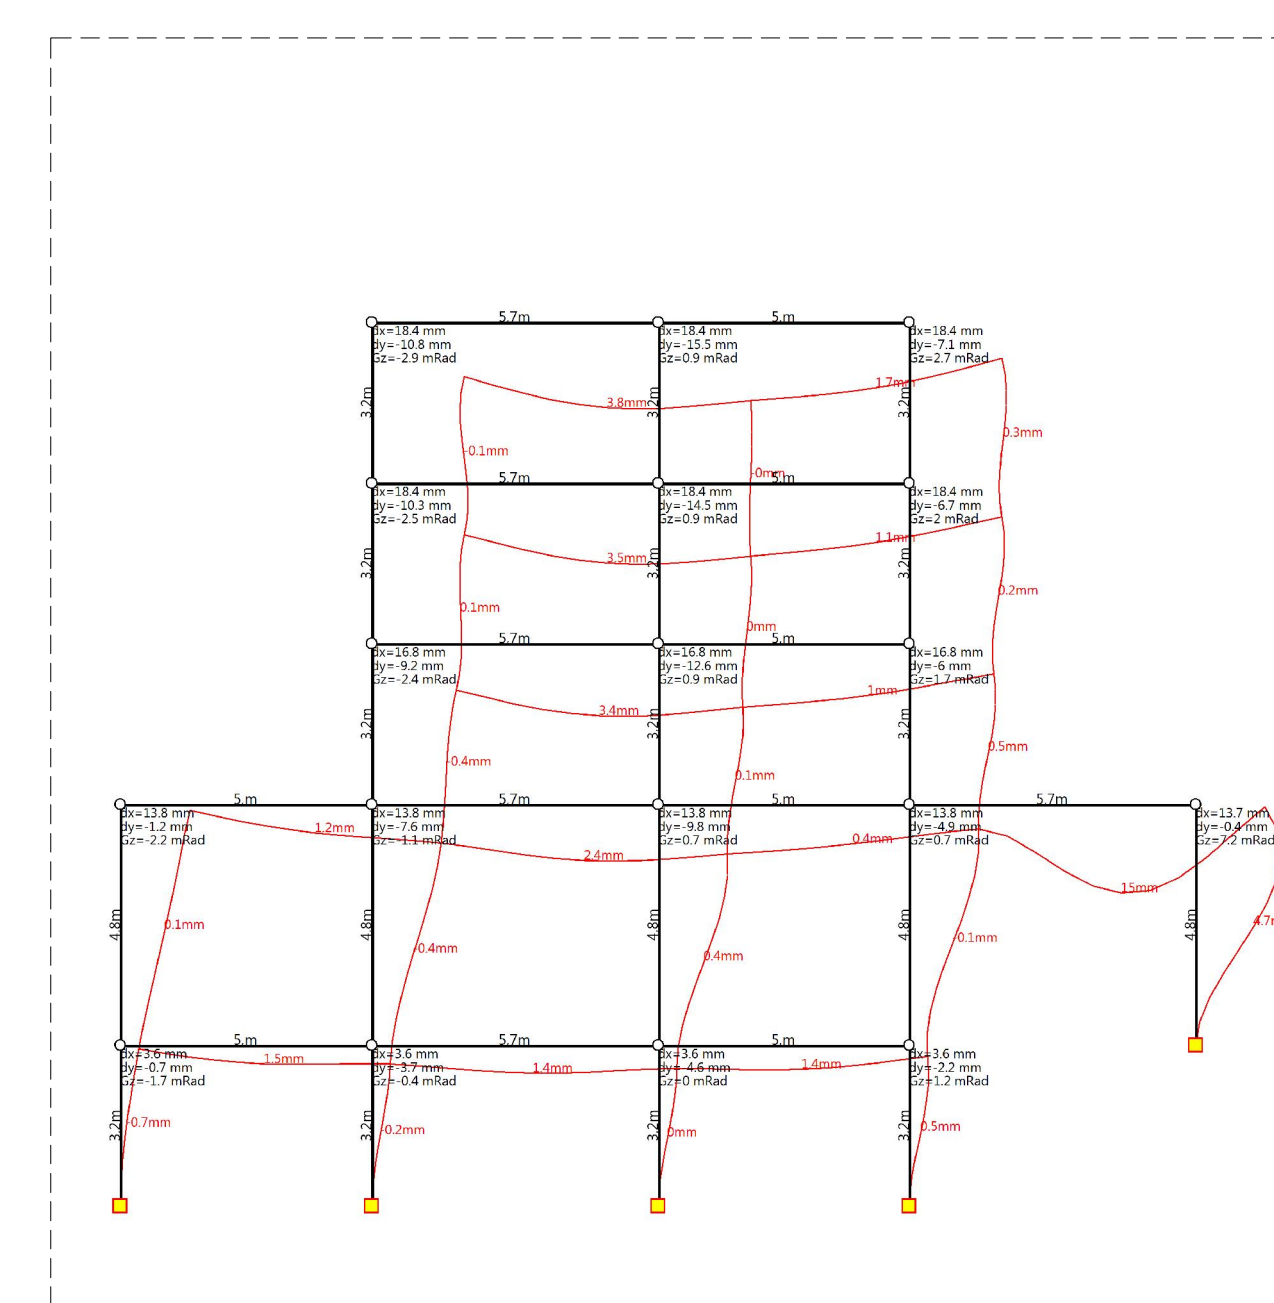 5.7m
5.m
dx=18.4 mm
dy=-10.8 mm
Gz=-2.9 mRad
dx=18.4 mm
dy=-15.5 mm
Gz=0.9 mRad
dx=18.4 mm
dy=-7.1 mm
Gz=2.7 mRad
3.2m
3.8mm
3.2m
1.7mm
3.2m
0.3mm
-0.1mm
-0mm
5.7m
5.m
dx=18.4 mm
dy=-10.3 mm
Gz=-2.5 mRad
dx=18.4 mm
dy=-14.5 mm
Gz=0.9 mRad
dx=18.4 mm
dy=-6.7 mm
Gz=2 mRad
3.2m
3.5mm
3.2m
1.1mm
3.2m
0.2mm
0.1mm
0mm
5.7m
5.m
dx=16.8 mm
dy=-9.2 mm
Gz=-2.4 mRad
dx=16.8 mm
dy=-12.6 mm
Gz=0.9 mRad
dx=16.8 mm
dy=-6 mm
Gz=1.7 mRad
3.2m
3.4mm
3.2m
1mm
3.2m
0.5mm
-0.4mm
0.1mm
5.m
5.7m
5.m
5.7m
dx=13.8 mm
dy=-1.2 mm
Gz=-2.2 mRad
dx=13.8 mm
dy=-7.6 mm
Gz=-1.1 mRad
dx=13.8 mm
dy=-9.8 mm
Gz=0.7 mRad
dx=13.8 mm
dy=-4.9 mm
Gz=0.7 mRad
dx=13.7 mm
dy=-0.4 mm
Gz=7.2 mRad
1.2mm
2.4mm
0.4mm
15mm
4.8m
0.1mm
4.8m
-0.4mm
4.8m
0.4mm
4.8m
-0.1mm
4.8m
5.m
5.7m
5.m
dx=3.6 mm
dy=-0.7 mm
Gz=-1.7 mRad
dx=3.6 mm
dy=-3.7 mm
Gz=-0.4 mRad
dx=3.6 mm
dy=-4.6 mm
Gz=0 mRad
dx=3.6 mm
dy=-2.2 mm
Gz=1.2 mRad
1.5mm
1.4mm
1.4mm
3.2m
-0.7mm
3.2m
-0.2mm
3.2m
0mm
3.2m
0.5mm